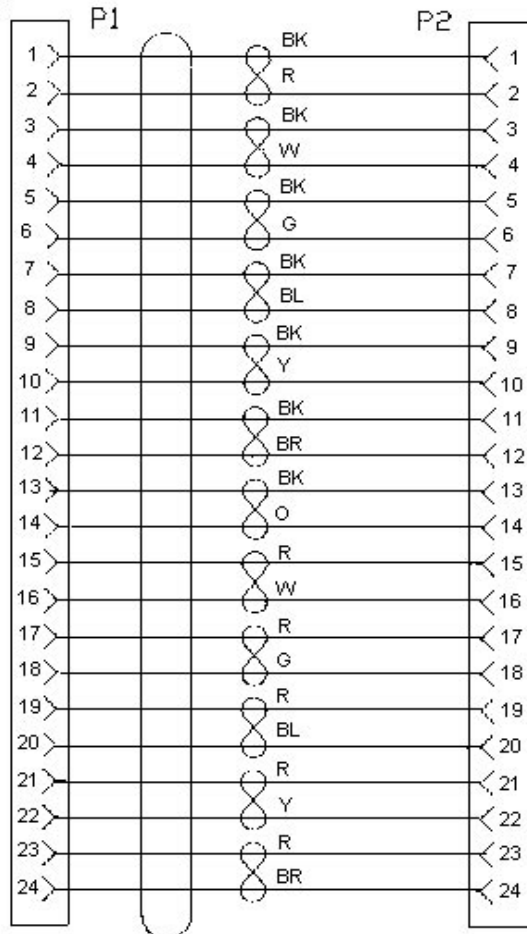 P1 P2
1 BK 1
2 R 2
3 BK 3
4 W 4
5 BK 5
6 G 6
7 BK 7
8 BL 8
9 BK 9
10 Y 10
11 BK 11
12 BR 12
13 BK 13
14 O 14
15 R 15
16 W 16
17 R 17
18 G 18
19 R 19
20 BL 20
21 R 21
22 Y 22
23 R 23
24 BR 24